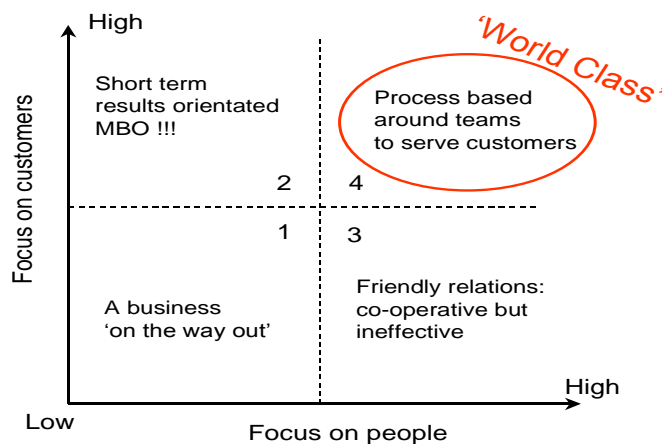 High
'World Class'
Short term
results orientated
MBO !!!
Process based
around teams
to serve customers
Focus on customers
2
4
1
3
A business
'on the way out'
Friendly relations:
co-operative but
ineffective
High
Low
Focus on people